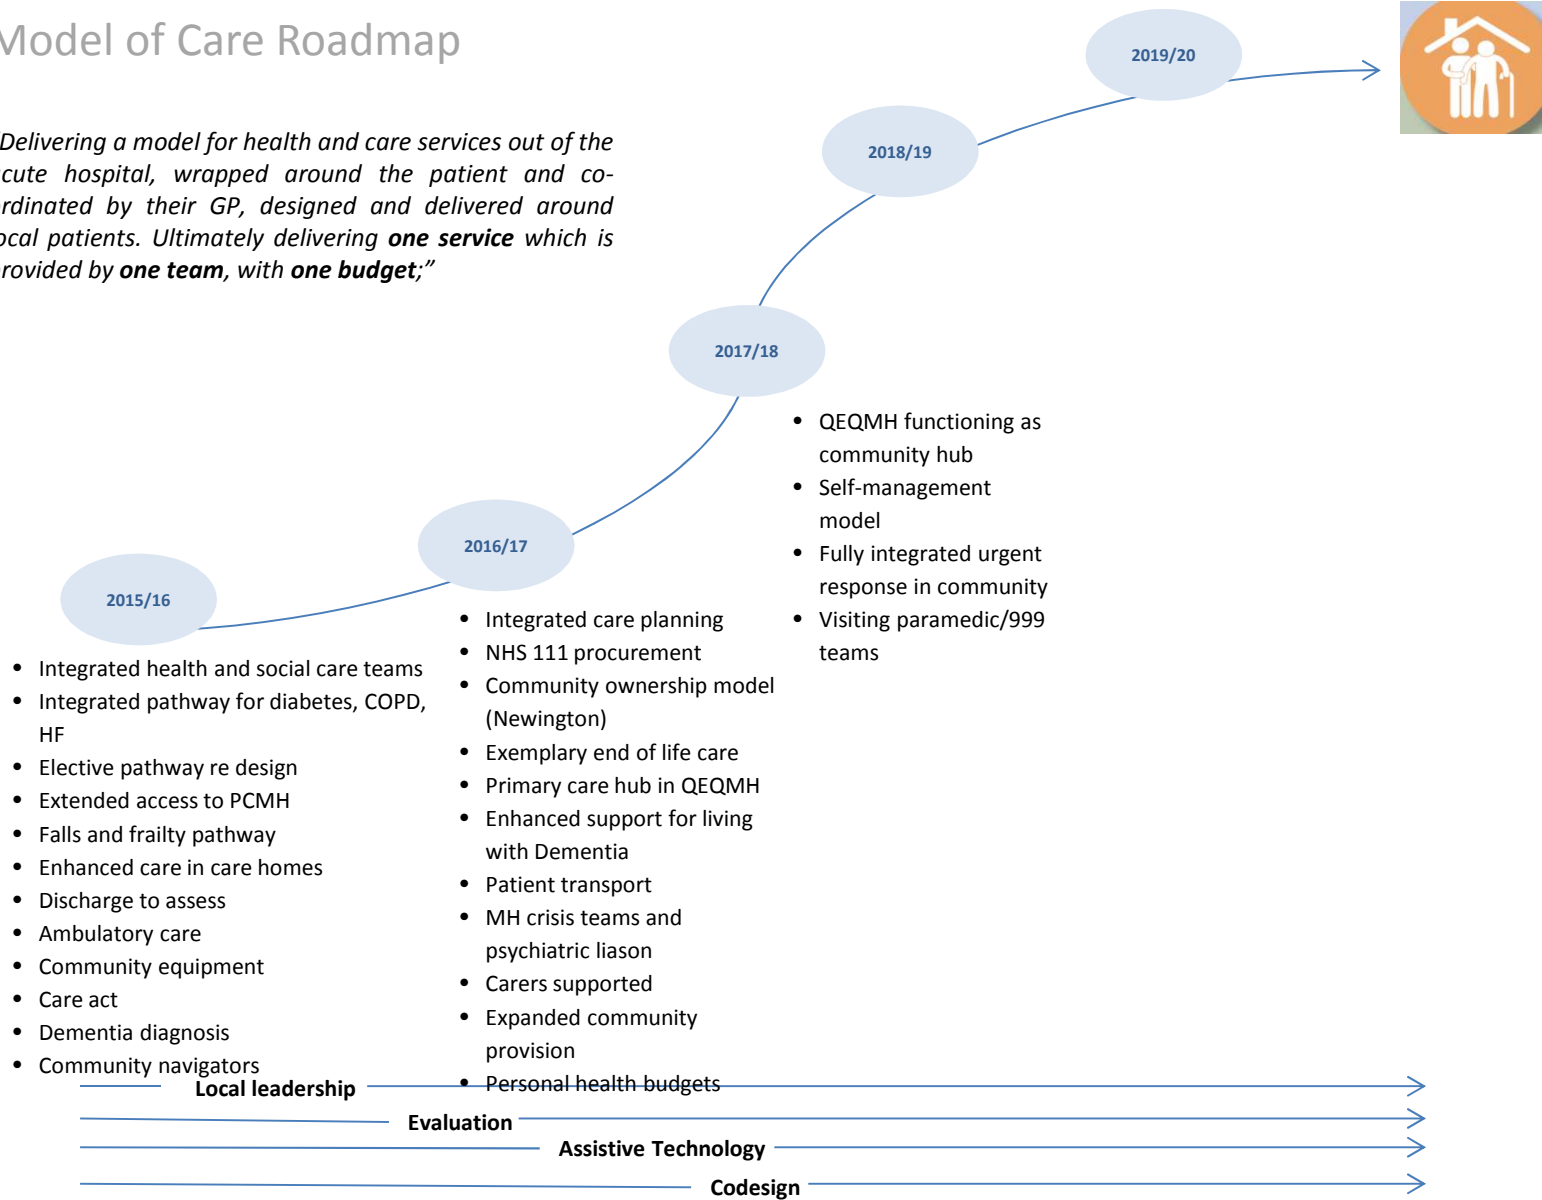 Model of Care Roadmap
2019/20
2018/19
Delivering a model for health and care services out of the
cute hospital, wrapped around the patient and co-
rdinated by their GP, designed and delivered around
ocal patients. Ultimately delivering one service which is
rovided by one team, with one budget;”
2017/18
• QEQMH functioning as
community hub
• Self-management
model
• Fully integrated urgent
response in community
• Visiting paramedic/999
teams
2016/17
• Integrated care planning
• NHS 111 procurement
• Community ownership model
(Newington)
• Exemplary end of life care
• Primary care hub in QEQMH
• Enhanced support for living
with Dementia
• Patient transport
• MH crisis teams and
psychiatric liason
• Carers supported
• Expanded community
provision
• Personal health budgets
2015/16
• Integrated health and social care teams
• Integrated pathway for diabetes, COPD,
HF
• Elective pathway re design
• Extended access to PCMH
• Falls and frailty pathway
• Enhanced care in care homes
• Discharge to assess
• Ambulatory care
• Community equipment
• Care act
• Dementia diagnosis
• Community navigators
Local leadership
Evaluation
Assistive Technology
Codesign